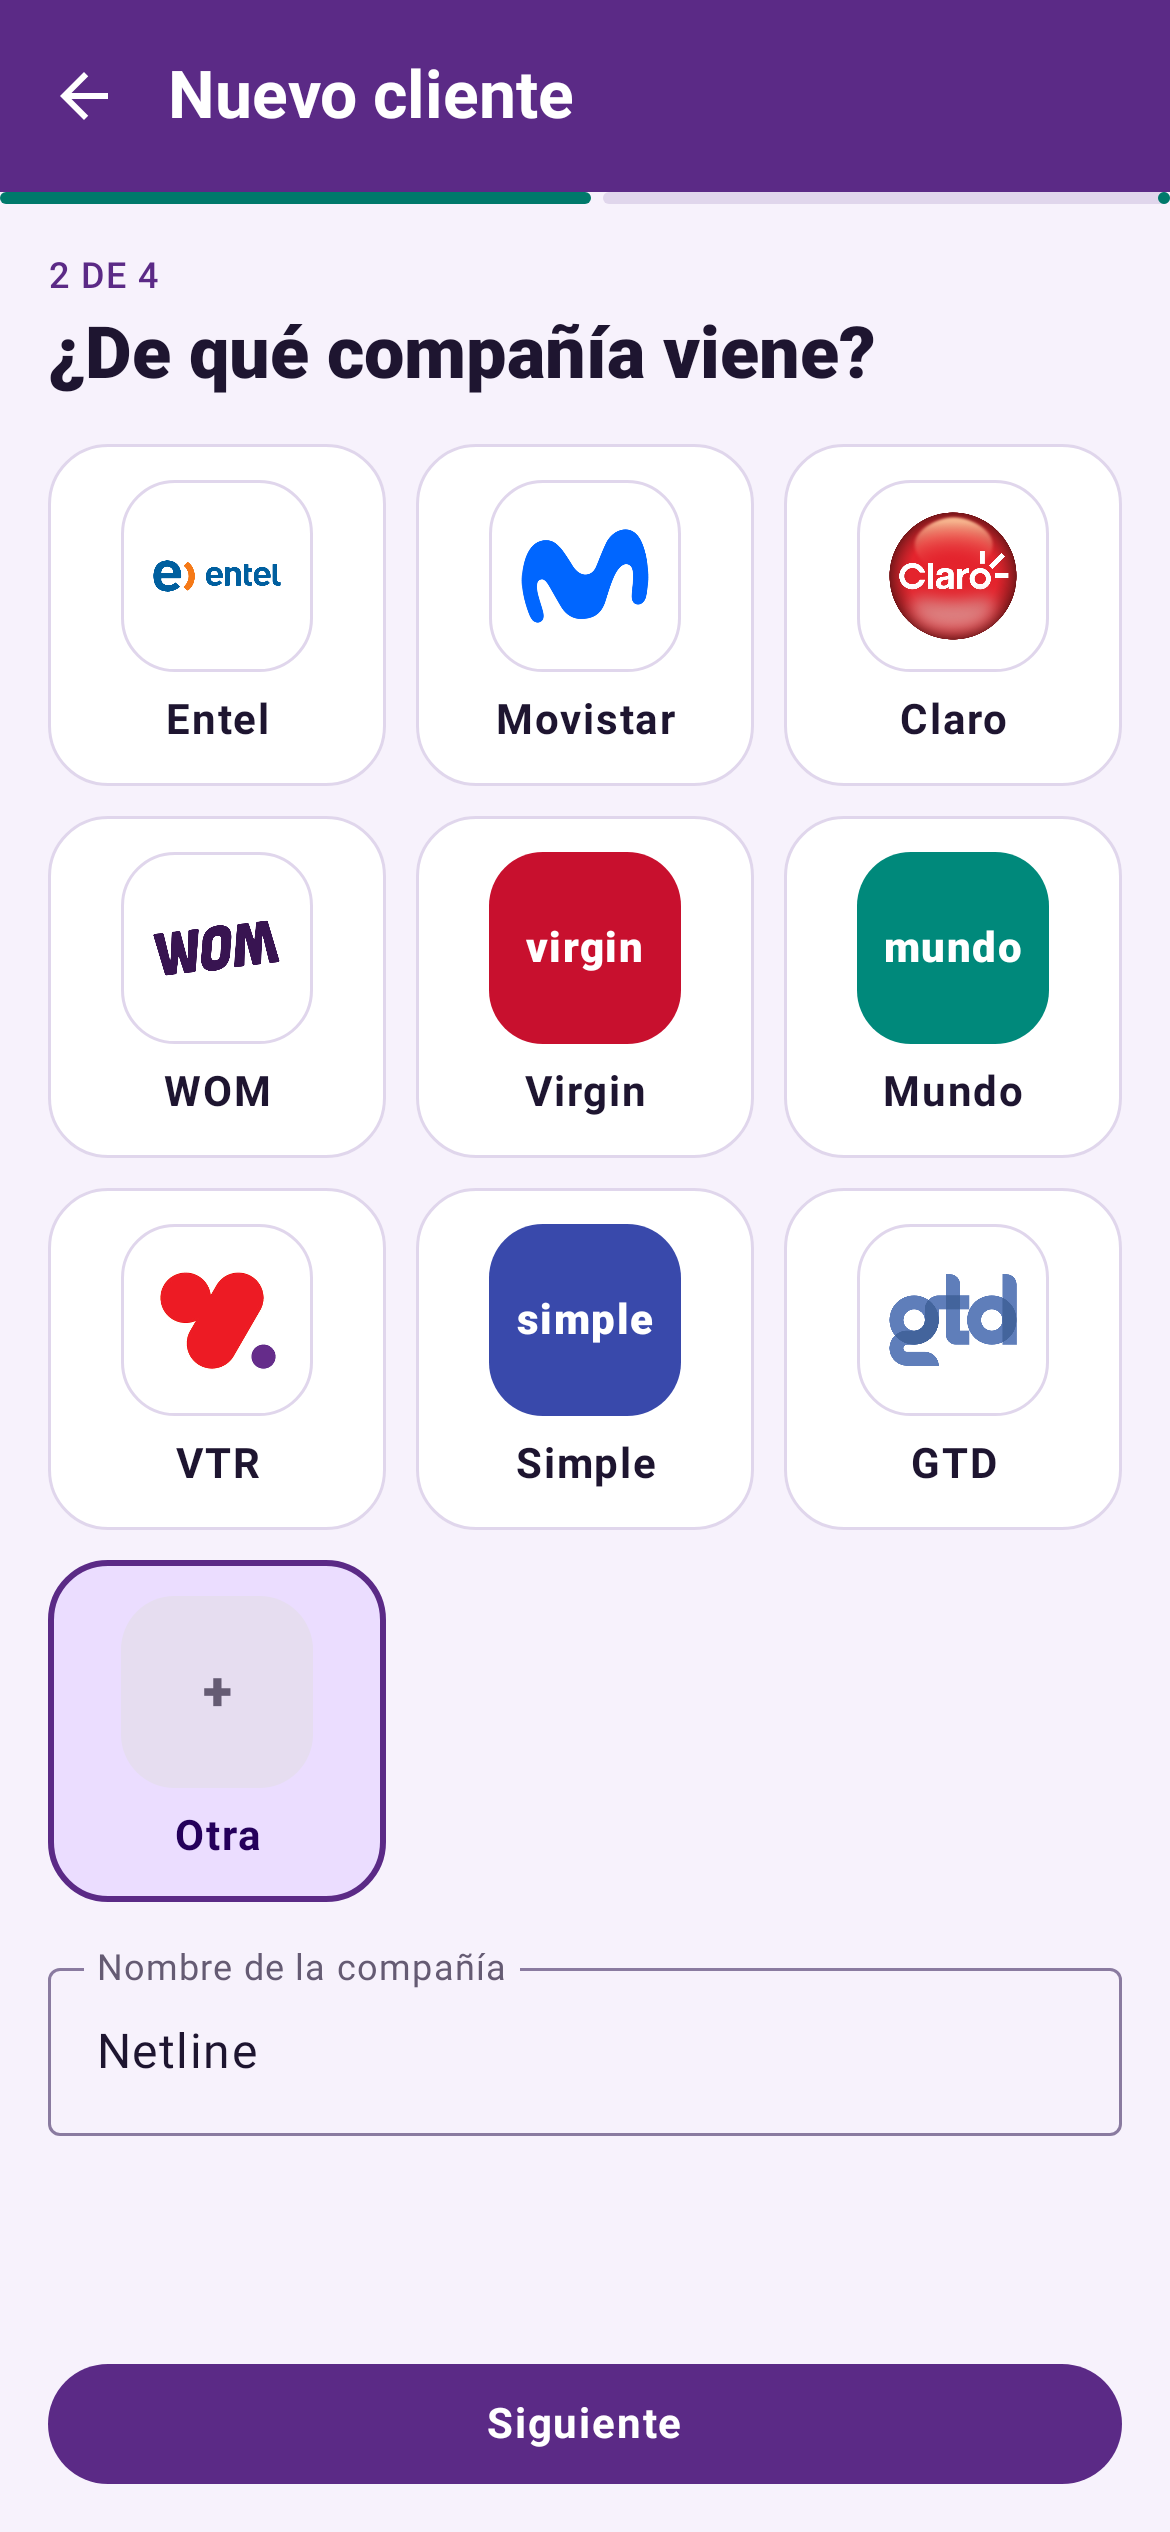 Nuevo cliente
2 DE 4
¿De qué compañía viene?
entel
Claro
Entel
Movistar
Claro
WOM
virgin
mundo
WOM
Virgin
Mundo
simple
gtd
VTR
Simple
GTD
+
Otra
Nombre de la compañía
Netline
Siguiente